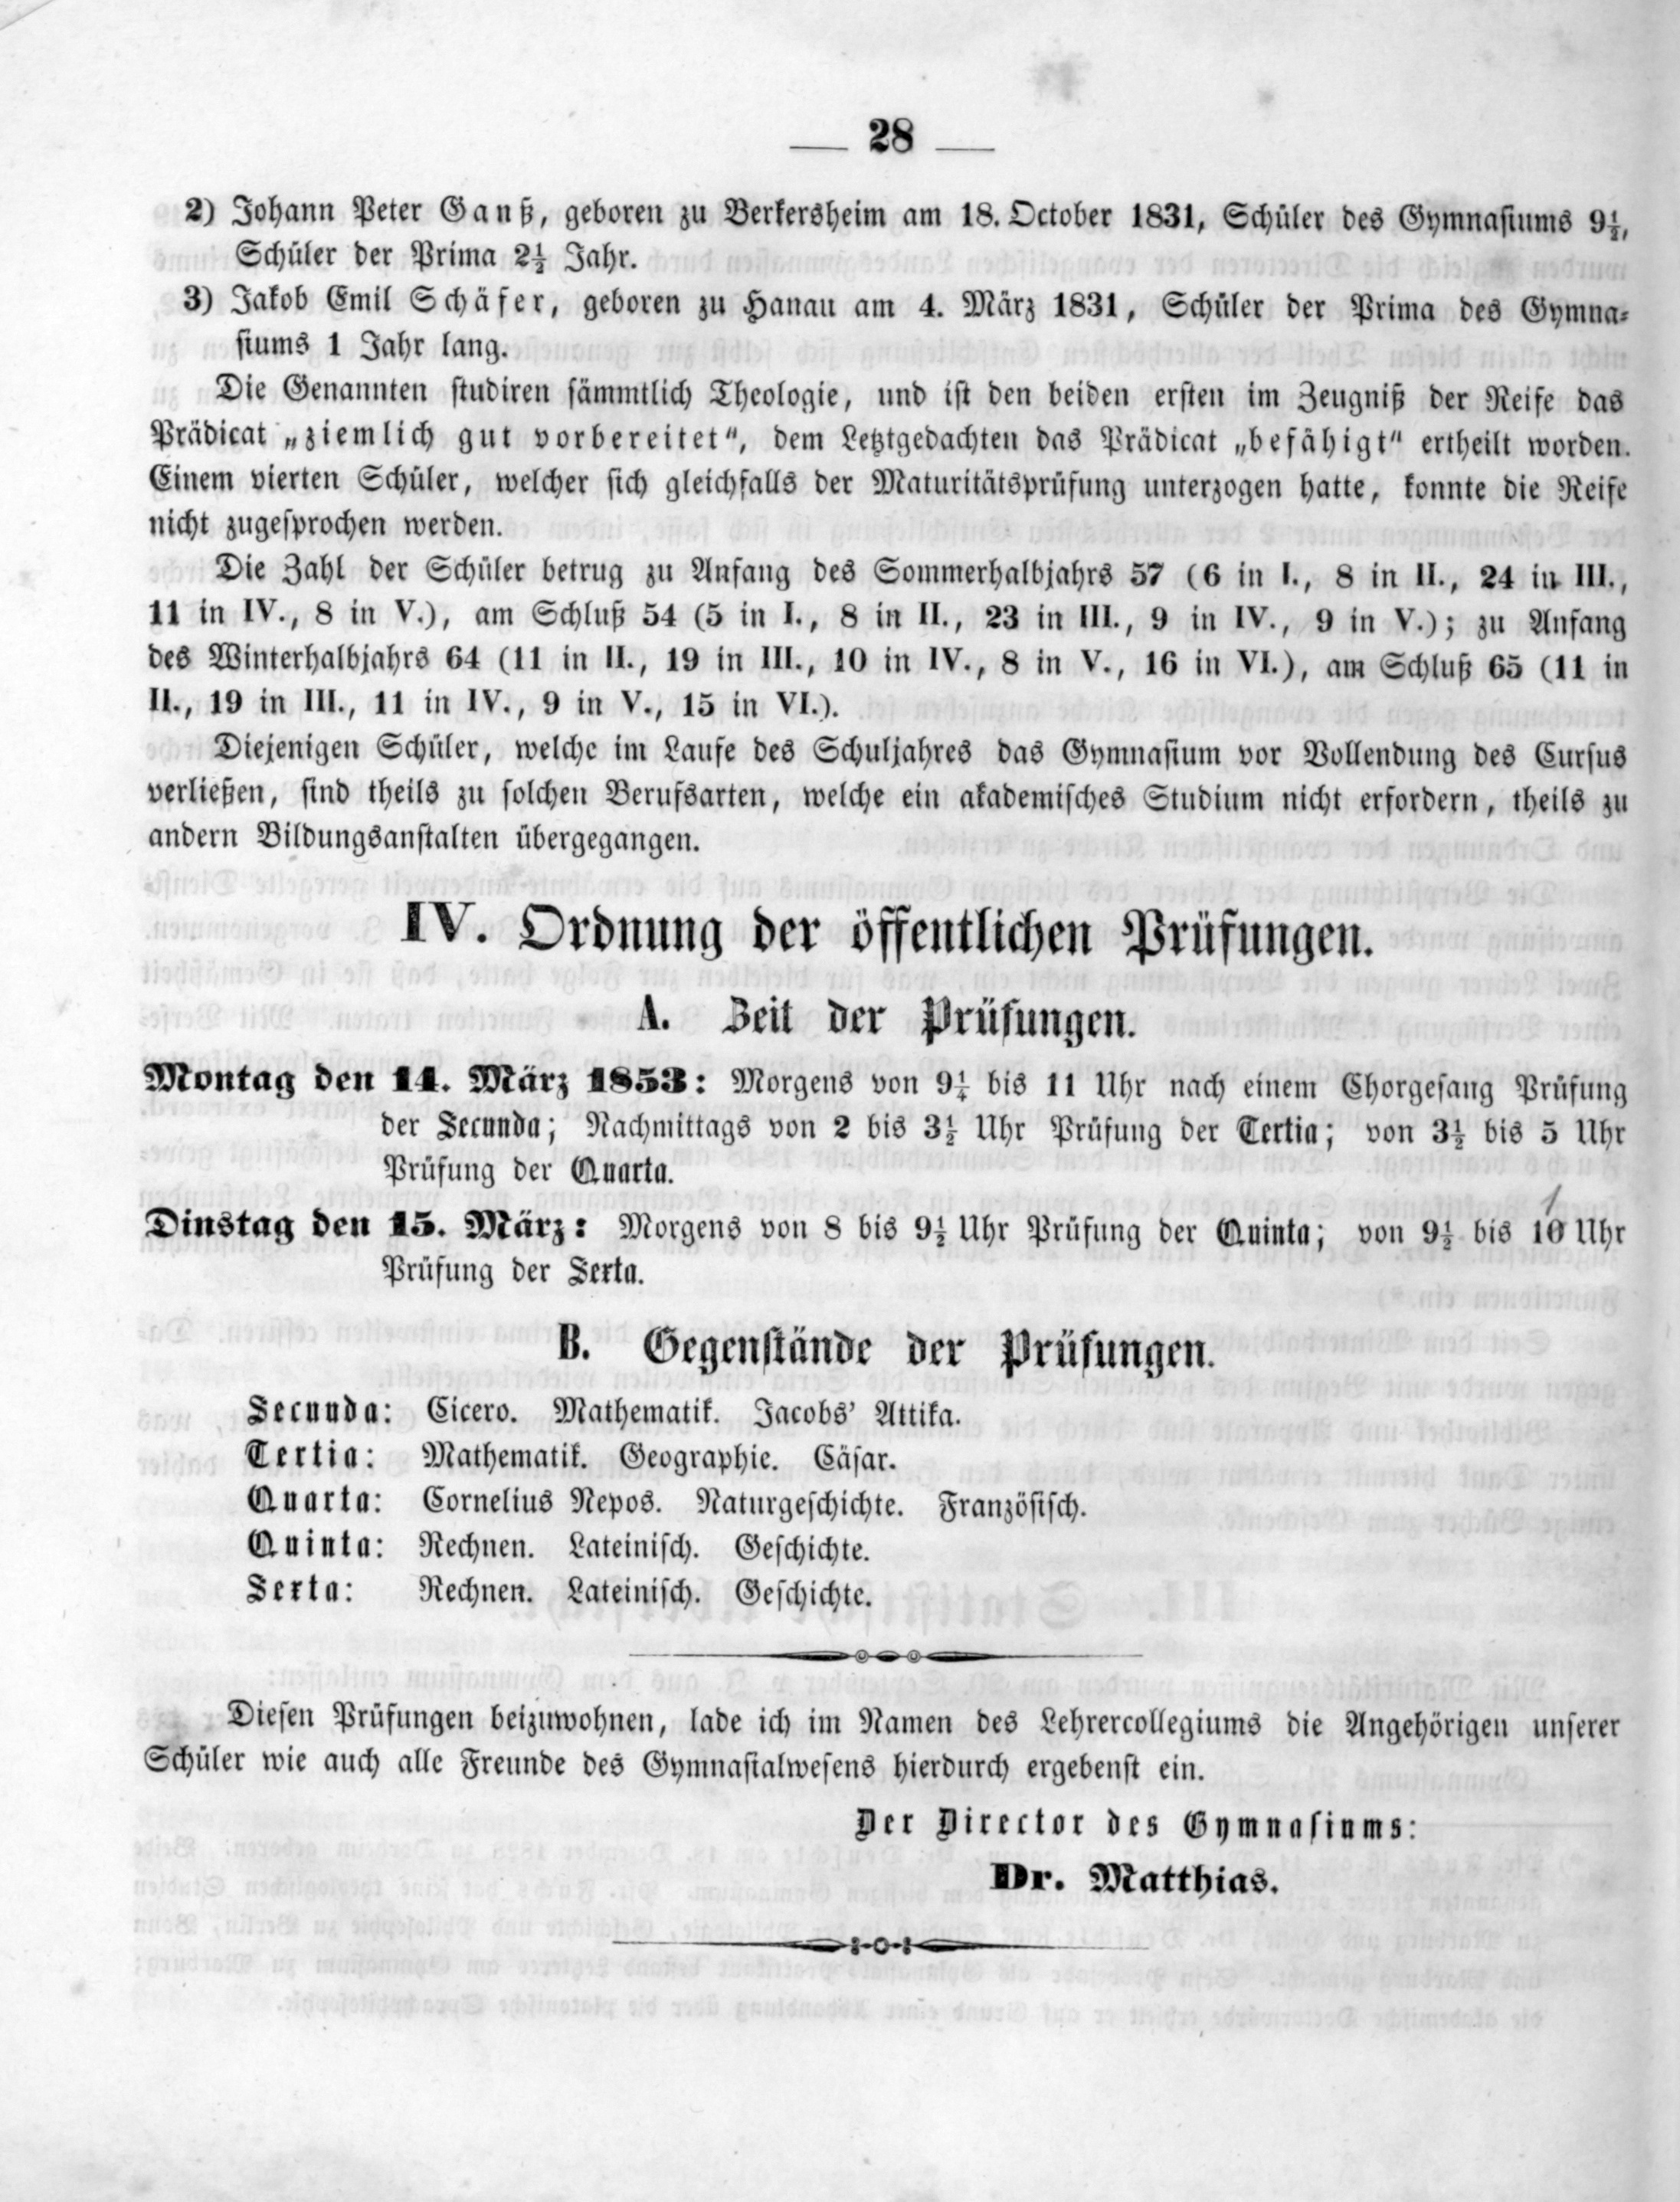 — 28 —
2) Johann Peter Ganß, geboren zu Berkersheim am 18. October 1831, Schüler des Gymnasiums 9½,
Schüler der Prima 2½ Jahr.
3) Jakob Emil Schäfer, geboren zu Hanau am 4. März 1831, Schüler der Prima des Gymna-
siums 1 Jahr lang.
Die Genannten studiren sämmtlich Theologie, und ist den beiden ersten im Zeugniß der Reife das
Prädicat „ziemlich gut vorbereitet“, dem Letztgedachten das Prädicat „befähigt“ ertheilt worden.
Einem vierten Schüler, welcher sich gleichfalls der Maturitätsprüfung unterzogen hatte, konnte die Reife
nicht zugesprochen werden.
Die Zahl der Schüler betrug zu Anfang des Sommerhalbjahrs 57 (6 in I., 8 in II., 24 in III.,
11 in IV., 8 in V.), am Schluß 54 (5 in I., 8 in II., 23 in III., 9 in IV., 9 in V.); zu Anfang
des Winterhalbjahrs 64 (11 in II., 19 in III., 10 in IV., 8 in V., 16 in VI.), am Schluß 65 (11 in
II., 19 in III., 11 in IV., 9 in V., 15 in VI.).
Diejenigen Schüler, welche im Laufe des Schuljahres das Gymnasium vor Vollendung des Cursus
verließen, sind theils zu solchen Berufsarten, welche ein akademisches Studium nicht erfordern, theils zu
andern Bildungsanstalten übergegangen.
IV. Ordnung der öffentlichen Prüfungen.
A. Zeit der Prüfungen.
Montag den 14. März 1853: Morgens von 9¼ bis 11 Uhr nach einem Chorgesang Prüfung
der Secunda; Nachmittags von 2 bis 3½ Uhr Prüfung der Tertia; von 3½ bis 5 Uhr
Prüfung der Quarta.
1
Dinstag den 15. März: Morgens von 8 bis 9½ Uhr Prüfung der Quinta; von 9½ bis 10 Uhr
Prüfung der Sexta.
B. Gegenstände der Prüfungen.
Secunda: Cicero. Mathematik. Jacobs’ Attika.
Tertia: Mathematik. Geographie. Cäsar.
Quarta: Cornelius Nepos. Naturgeschichte. Französisch.
Quinta: Rechnen. Lateinisch. Geschichte.
Sexta: Rechnen. Lateinisch. Geschichte.
Diesen Prüfungen beizuwohnen, lade ich im Namen des Lehrercollegiums die Angehörigen unserer
Schüler wie auch alle Freunde des Gymnasialwesens hierdurch ergebenst ein.
Der Director des Gymnasiums:
Dr. Matthias.